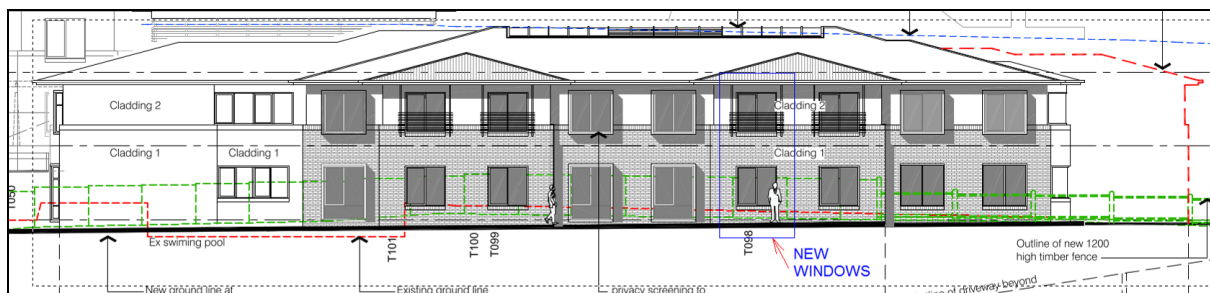 Cladding 2
Cladding 2
Cladding 1
Cladding 1
Cladding 1
T050
Ex swiming pool
T101
T100
T099
T098
NEW
WINDOWS
Outline of new 1200
high timber fence
New ground line at
Existing ground line
privacy screening to
of driveway beyond